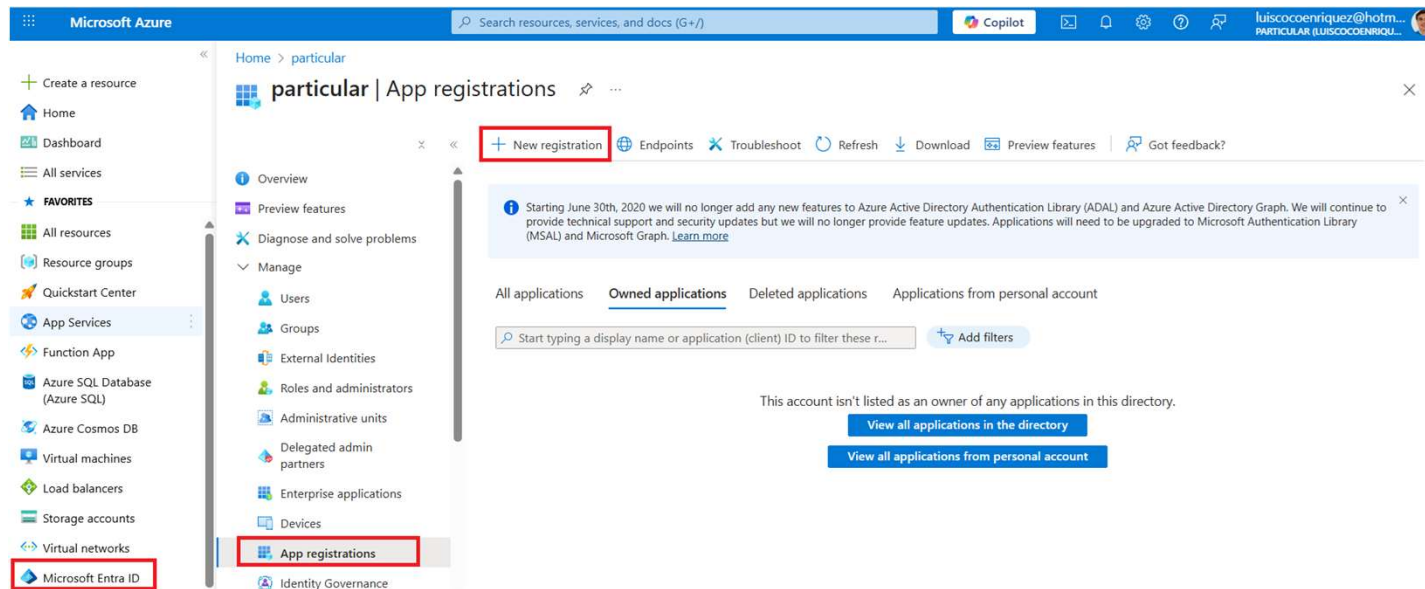 Microsoft Azure
Search resources, services, and docs (G+/)
Copilot
luiscocoenriquez@hotm...
PARTICULAR (LUISCOCOENRIQU...
Create a resource
Home
Dashboard
All services
FAVORITES
All resources
Resource groups
Quickstart Center
App Services
Function App
Azure SQL Database
(Azure SQL)
Azure Cosmos DB
Virtual machines
Load balancers
Storage accounts
Virtual networks
Microsoft Entra ID
Home > particular
particular | App registrations
Overview
Preview features
Diagnose and solve problems
Manage
Users
Groups
External Identities
Roles and administrators
Administrative units
Delegated admin
partners
Enterprise applications
Devices
App registrations
Identity Governance
New registration Endpoints Troubleshoot Refresh Download Preview features Got feedback?
Starting June 30th, 2020 we will no longer add any new features to Azure Active Directory Authentication Library (ADAL) and Azure Active Directory Graph. We will continue to
provide technical support and security updates but we will no longer provide feature updates. Applications will need to be upgraded to Microsoft Authentication Library
(MSAL) and Microsoft Graph. Learn more
All applications Owned applications Deleted applications Applications from personal account
Start typing a display name or application (client) ID to filter these r...
Add filters
This account isn't listed as an owner of any applications in this directory.
View all applications in the directory
View all applications from personal account